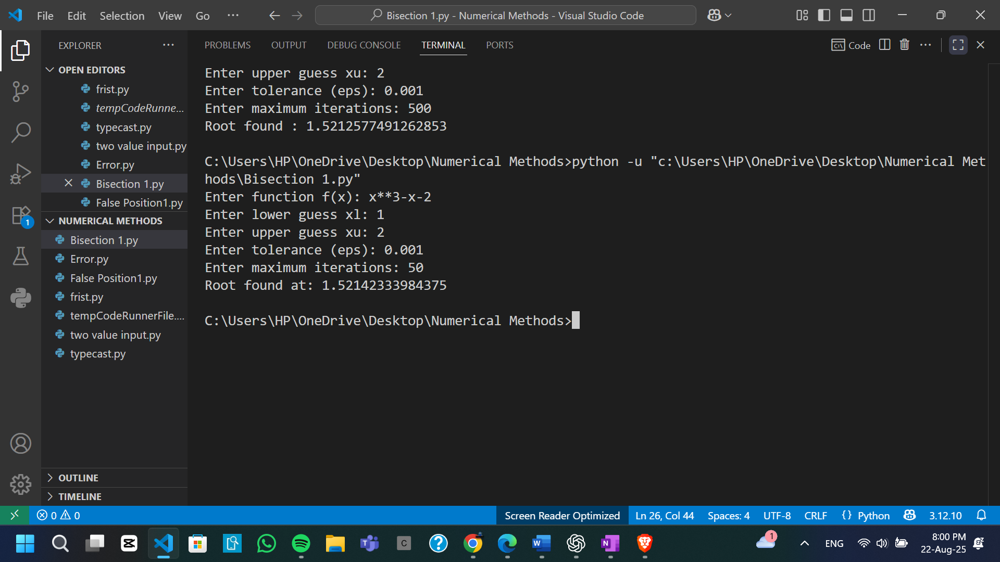 File Edit Selection View Go ...
Bisection 1.py - Numerical Methods - Visual Studio Code
EXPLORER
OPEN EDITORS
frist.py
tempCodeRunne...
typecast.py
two value input.py
Error.py
Bisection 1.py
False Position1.py
NUMERICAL METHODS
Bisection 1.py
Error.py
False Position1.py
frist.py
tempCodeRunnerFile....
two value input.py
typecast.py
OUTLINE
TIMELINE
1
PROBLEMS OUTPUT DEBUG CONSOLE TERMINAL PORTS
Code
Enter upper guess xu: 2
Enter tolerance (eps): 0.001
Enter maximum iterations: 500
Root found : 1.5212577491262853
C:\Users\HP\OneDrive\Desktop\Numerical Methods>python -u "c:\Users\HP\OneDrive\Desktop\Numerical Met
hods\Bisection 1.py"
Enter function f(x): x**3-x-2
Enter lower guess xl: 1
Enter upper guess xu: 2
Enter tolerance (eps): 0.001
Enter maximum iterations: 50
Root found at: 1.52142333984375
C:\Users\HP\OneDrive\Desktop\Numerical Methods>
0 0
Screen Reader Optimized Ln 26, Col 44 Spaces: 4 UTF-8 CRLF {} Python 3.12.10
1
ENG
8:00 PM
22-Aug-25